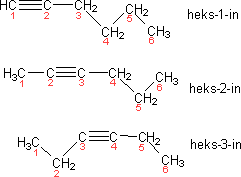 HC C CH₂ CH₂ CH₂ CH₃ heks-1-in
1 2 3 4 5 6
H₃C C C CH₂ CH₂ CH₃ heks-2-in
1 2 3 4 5 6
H₃C CH₂ C C CH₂ CH₃ heks-3-in
1 2 3 4 5 6